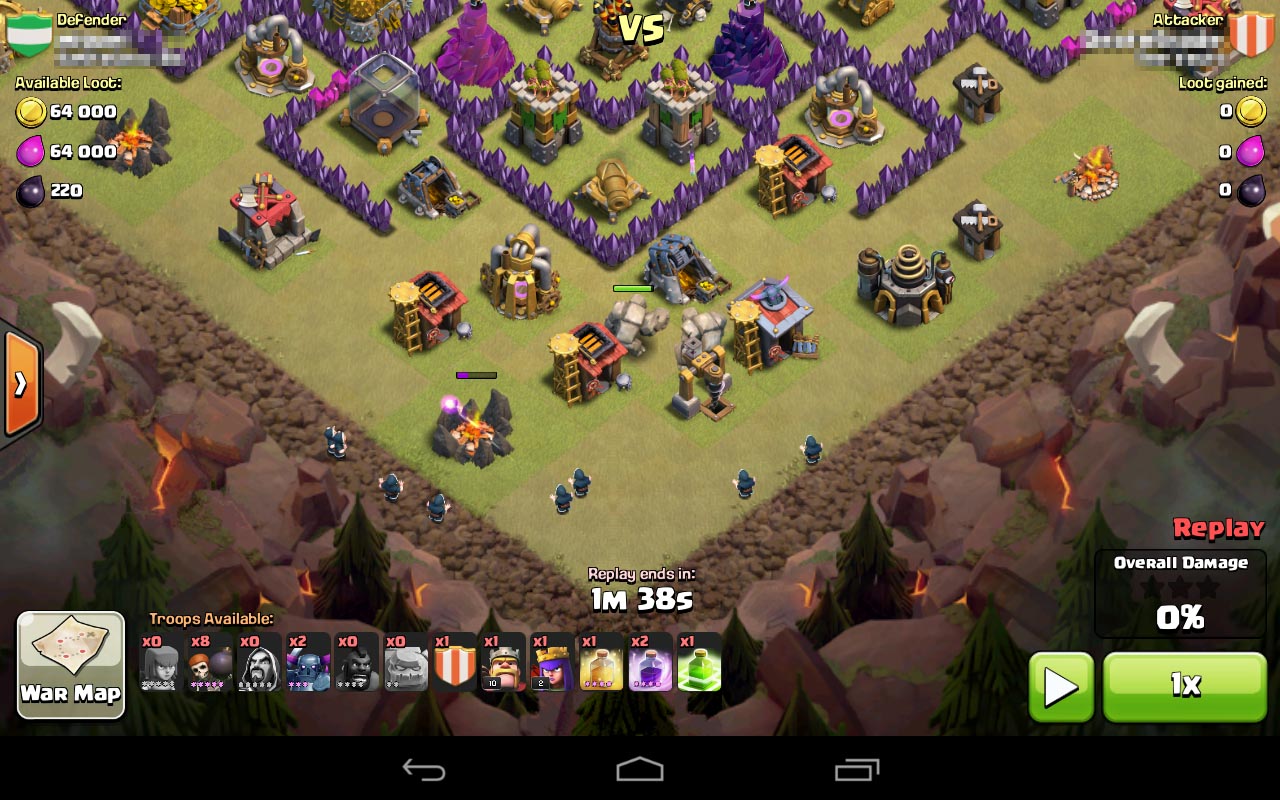 Defender
VS
Attacker
Available Loot:
64 000
64 000
220
Loot gained:
0
0
0
Replay
Overall Damage
0%
Replay ends in:
1M 38s
Troops Available:
x0 x8 x0 x2 x0 x0 x1 x1 x1 x1 x2 x1
10 2
War Map
1x